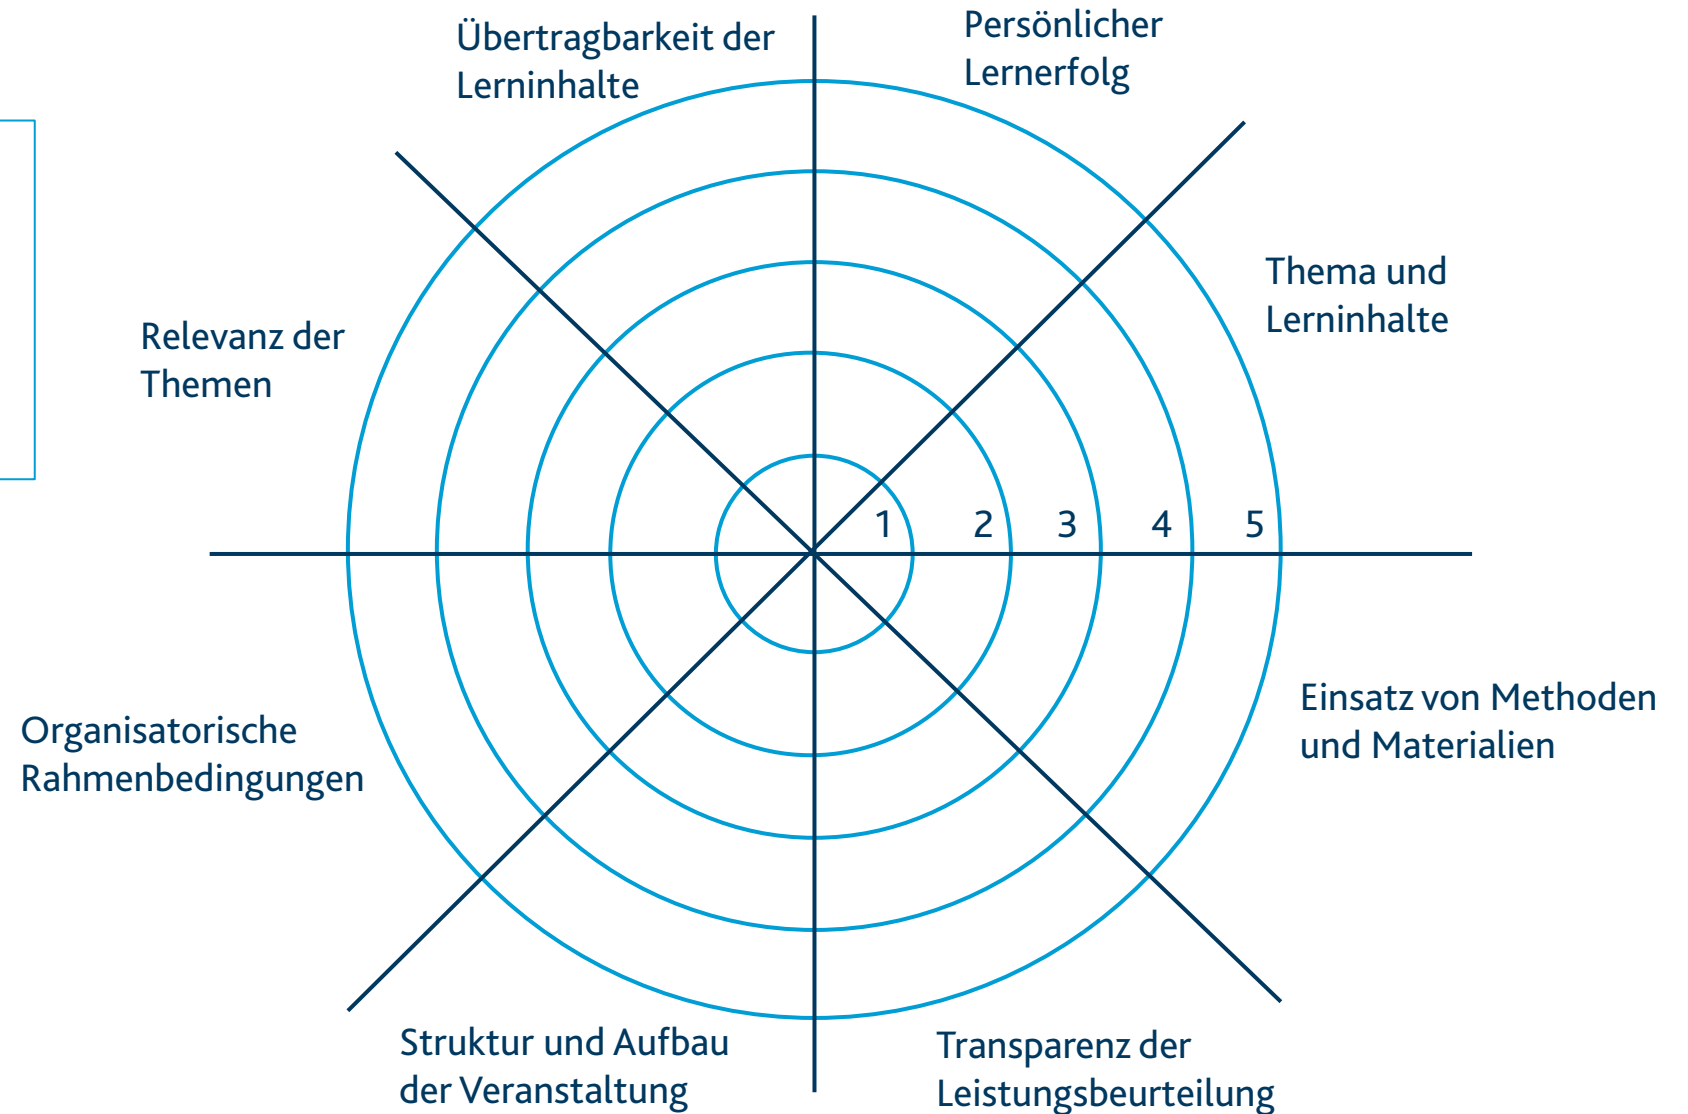 Übertragbarkeit der
Lerninhalte
Persönlicher
Lernerfolg
Thema und
Lerninhalte
Relevanz der
Themen
1 2 3 4 5
Einsatz von Methoden
und Materialien
Organisatorische
Rahmenbedingungen
Struktur und Aufbau
der Veranstaltung
Transparenz der
Leistungsbeurteilung